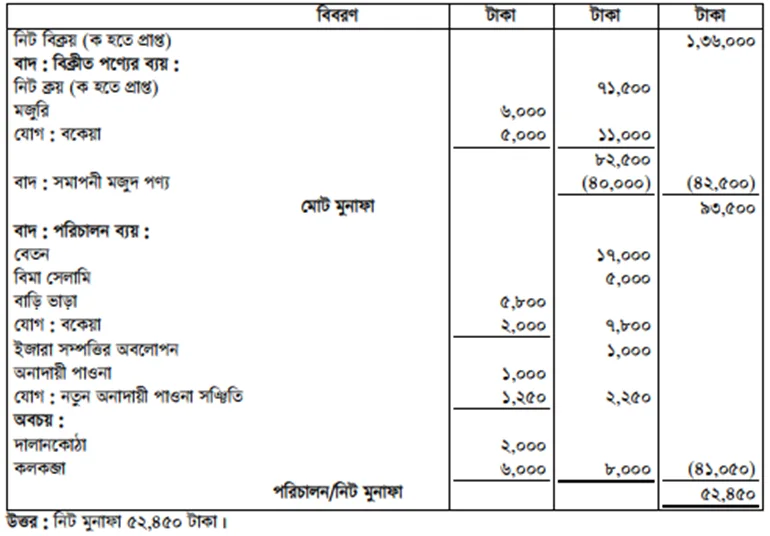 বিবরণ টাকা টাকা টাকা
নিট বিক্রয় (ক হতে প্রাপ্ত) ১,৩৬,০০০
বাদ : বিক্রীত পণ্যের ব্যয় :
নিট ক্রয় (ক হতে প্রাপ্ত) ৭১,৫০০
মজুরি ৬,০০০
যোগ : বকেয়া ৫,০০০ ১১,০০০
৮২,৫০০
বাদ : সমাপনী মজুদ পণ্য (৪০,০০০) (৪২,৫০০)
মোট মুনাফা ৯৩,৫০০
বাদ : পরিচালন ব্যয় :
বেতন ১৭,০০০
বিমা সেলামি ৫,০০০
বাড়ি ভাড়া ৫,৮০০
যোগ : বকেয়া ২,০০০ ৭,৮০০
ইজারা সম্পত্তির অবলোপন ১,০০০
অনাদায়ী পাওনা ১,০০০
যোগ : নতুন অনাদায়ী পাওনা সঞ্চিতি ১,২৫০ ২,২৫০
অবচয় :
দালানকোঠা ২,০০০
কলকব্জা ৬,০০০ ৮,০০০ (৪১,০৫০)
পরিচালন/নিট মুনাফা ৫২,৪৫০
উত্তর : নিট মুনাফা ৫২,৪৫০ টাকা।